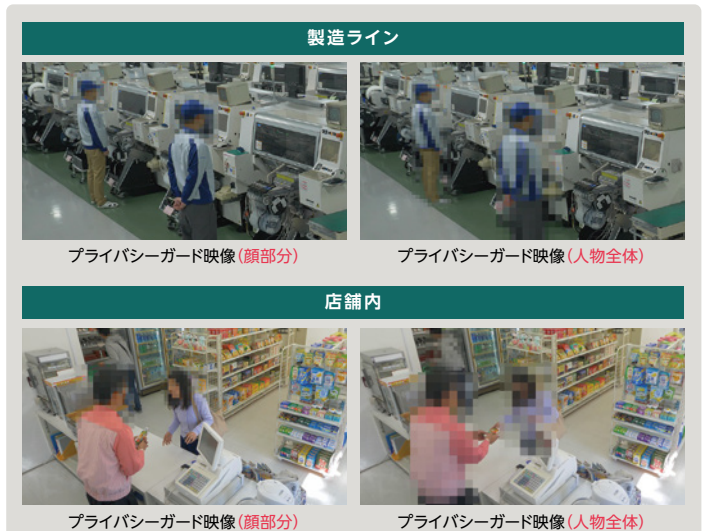 製造ライン
プライバシーガード映像(顔部分)
プライバシーガード映像(人物全体)
店舗内
プライバシーガード映像(顔部分)
プライバシーガード映像(人物全体)